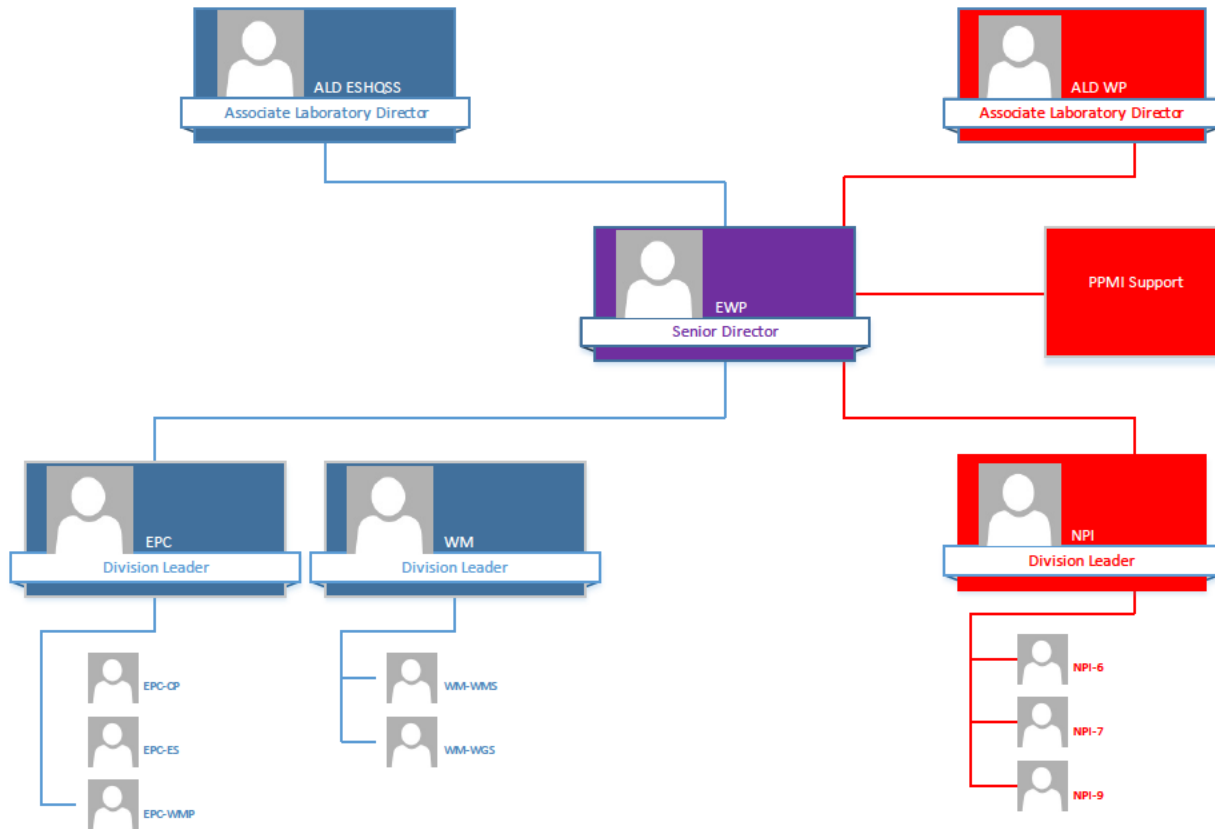 ALD ESHQSS
Associate Laboratory Director
ALD WP
Associate Laboratory Director
EWP
Senior Director
PPMI Support
EPC
Division Leader
WM
Division Leader
NPI
Division Leader
EPC-CP
EPC-ES
EPC-WMP
WM-WMS
WM-WGS
NPI-6
NPI-7
NPI-9